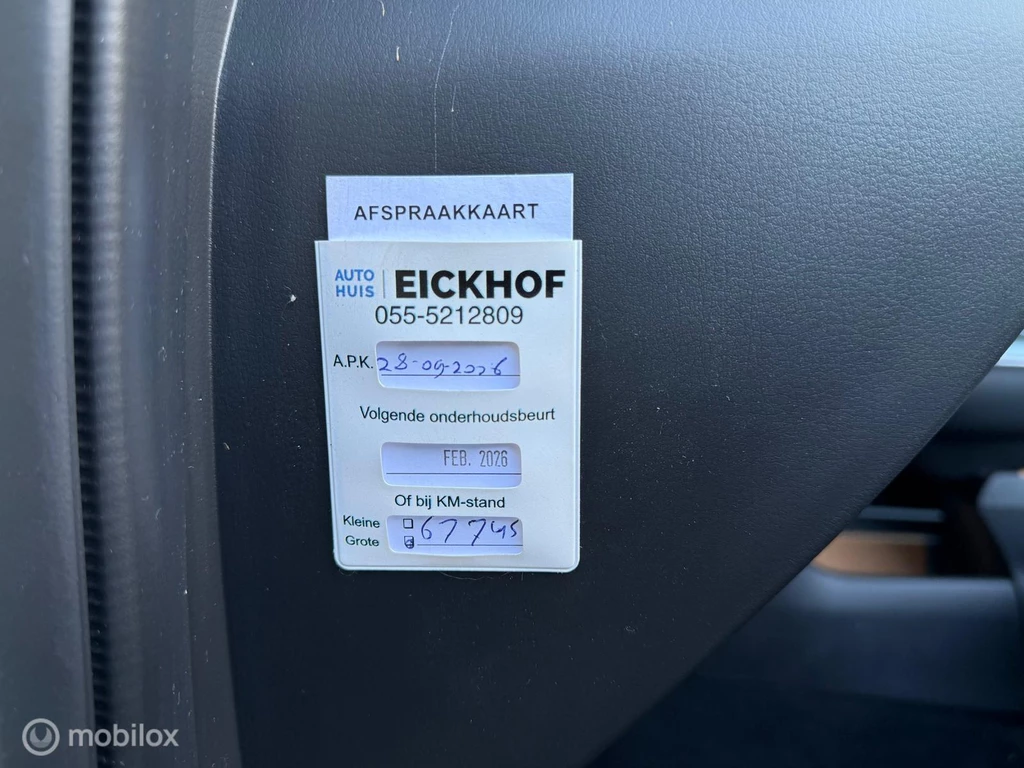 AFSPRAAKKAART
AUTO HUIS | EICKHOF
055-5212809
A.P.K. 28-09-2026
Volgende onderhoudsbeurt
FEB. 2026
Of bij KM-stand
Kleine
Grote 67745
mobilox